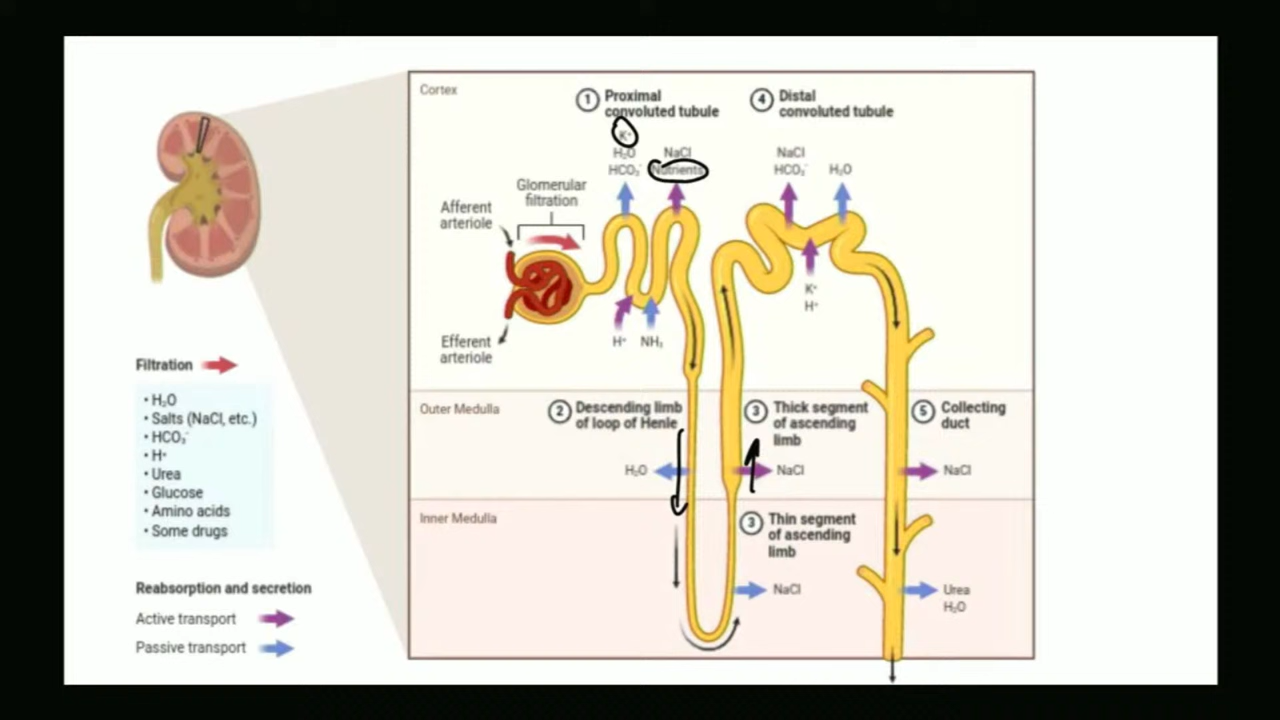 Cortex
① Proximal
convoluted tubule
④ Distal
convoluted tubule
K⁺
H₂O
HCO₃⁻
NaCl
Nutrients
NaCl
HCO₃⁻
H₂O
Glomerular
filtration
Afferent
arteriole
Efferent
arteriole
H⁺
NH₃
K⁺
H⁺
Filtration
• H₂O
• Salts (NaCl, etc.)
• HCO₃⁻
• H⁺
• Urea
• Glucose
• Amino acids
• Some drugs
Reabsorption and secretion
Active transport
Passive transport
Outer Medulla
② Descending limb
of loop of Henle
H₂O
③ Thick segment
of ascending
limb
NaCl
⑤ Collecting
duct
NaCl
Inner Medulla
③ Thin segment
of ascending
limb
NaCl
Urea
H₂O